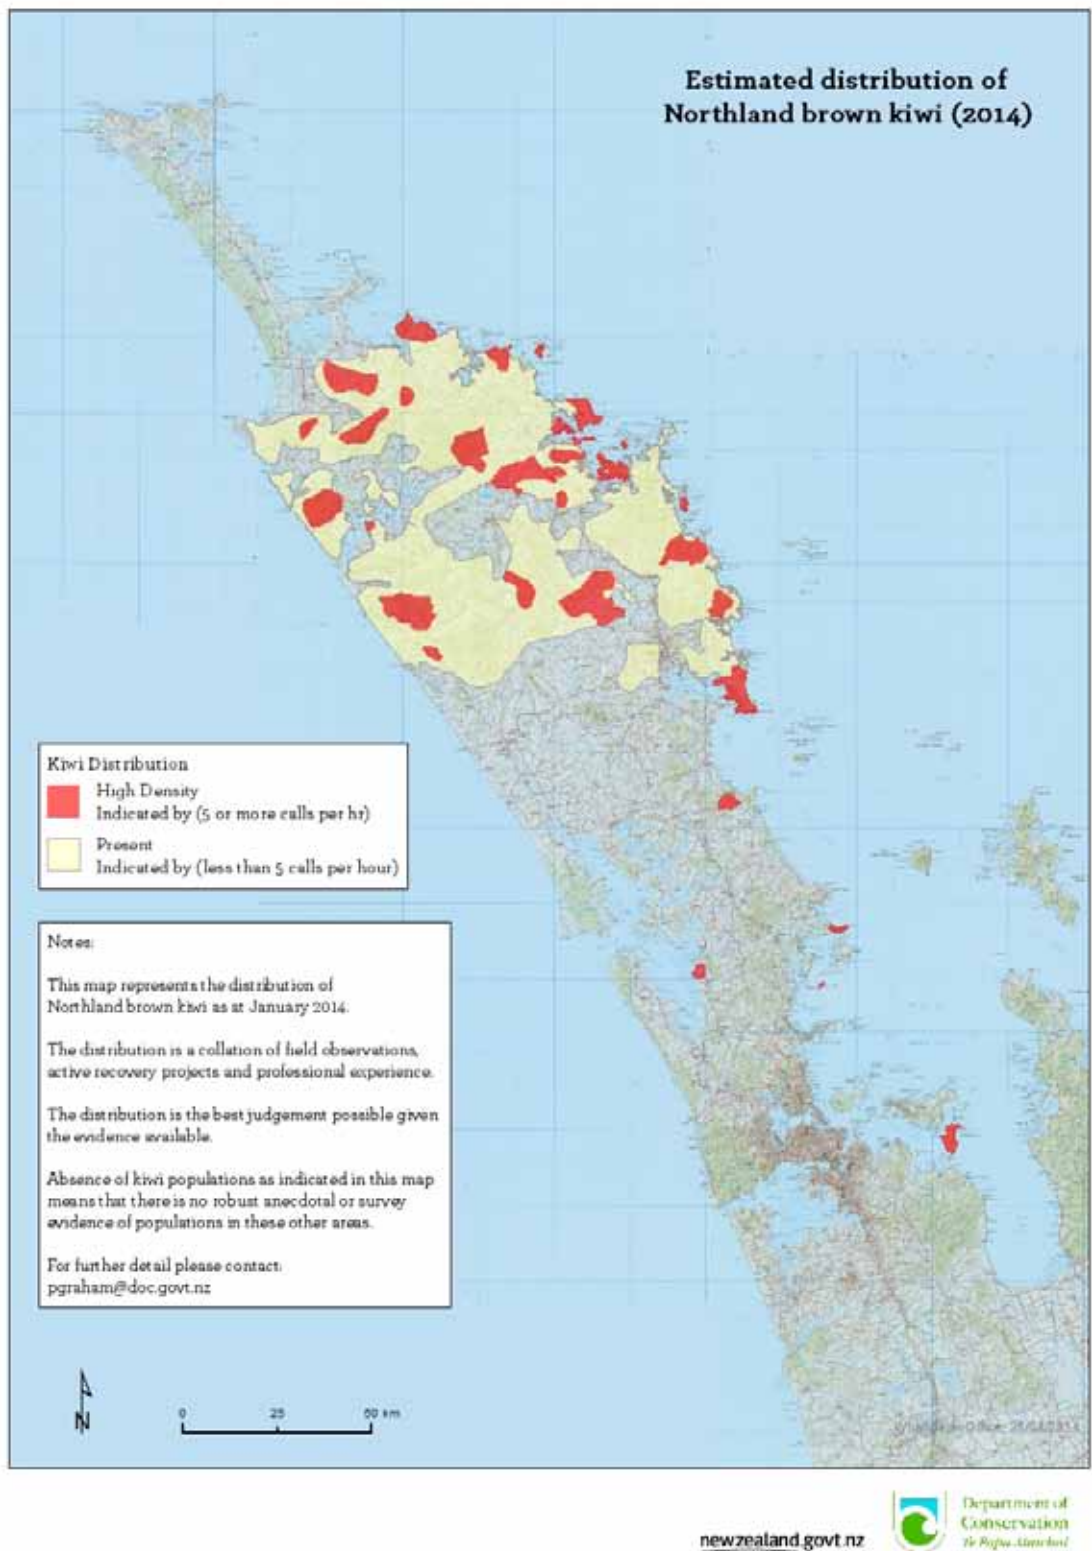 Estimated distribution of
Northland brown kiwi (2014)
Kiwi Distribution
High Density
Indicated by (5 or more calls per hr)
Present
Indicated by (less than 5 calls per hour)
Notes:
This map represents the distribution of
Northland brown kiwi as at January 2014.
The distribution is a collation of field observations,
active recovery projects and professional experience.
The distribution is the best judgement possible given
the evidence available.
Absence of kiwi populations as indicated in this map
means that there is no robust anecdotal or survey
evidence of populations in these other areas.
For further detail please contact:
pgraham@doc.govt.nz
N
0 25 50 km
newzealand.govt.nz
Department of
Conservation
Te Papa Atawhai